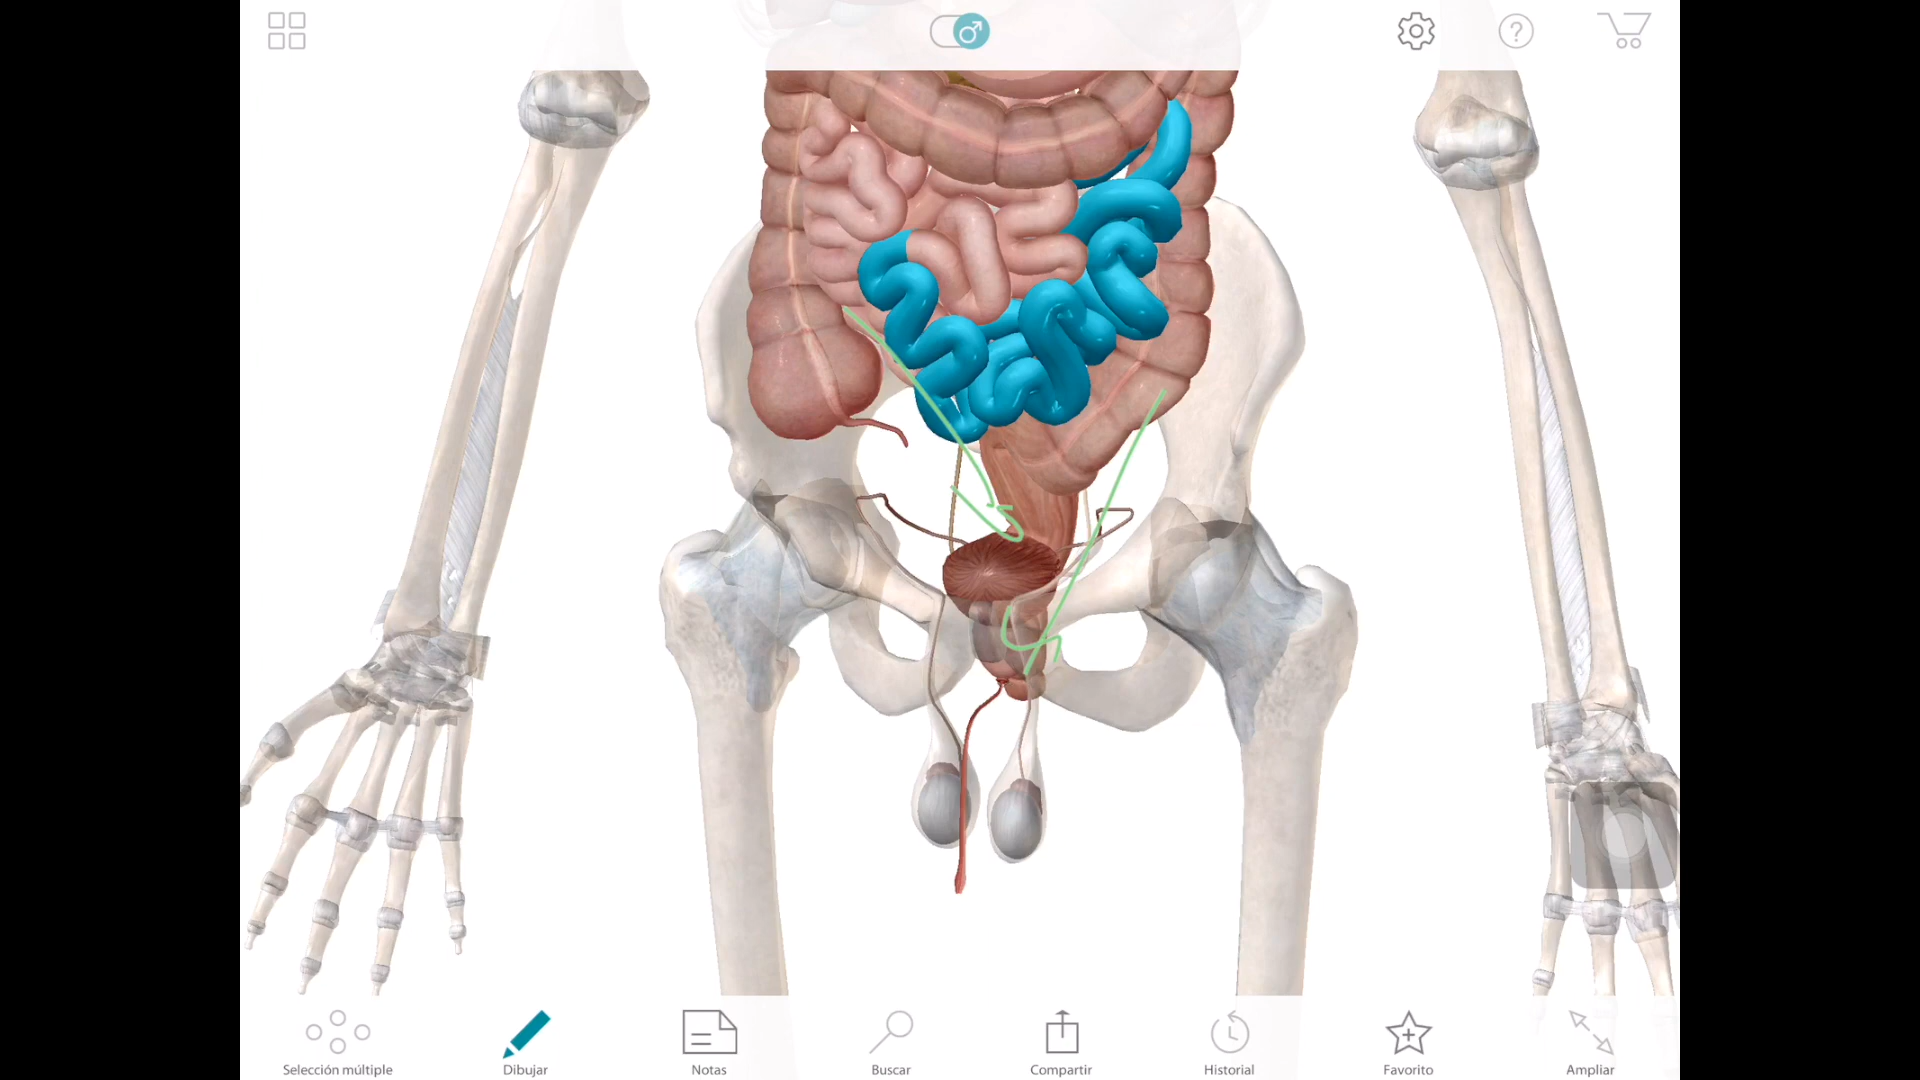 Selección múltiple
Dibujar
Notas
Buscar
Compartir
Historial
Favorito
Ampliar